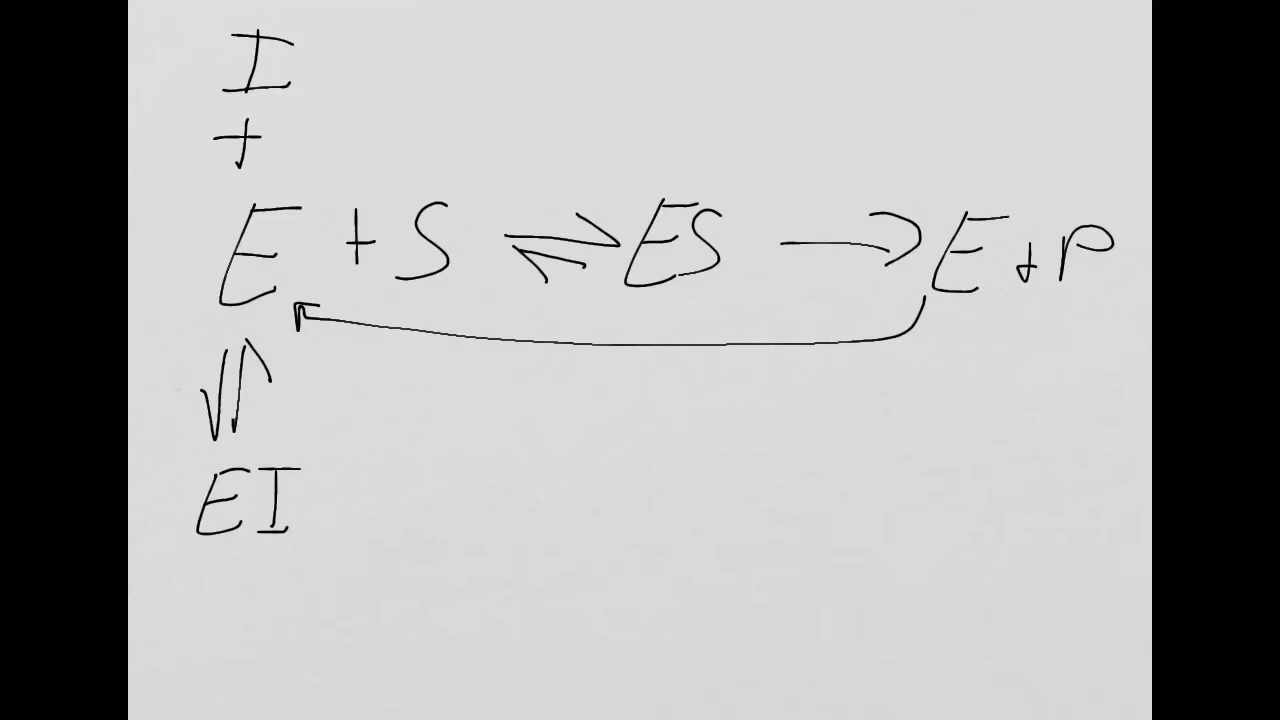 I
+
E + S ⇌ ES → E + P
⇌
EI